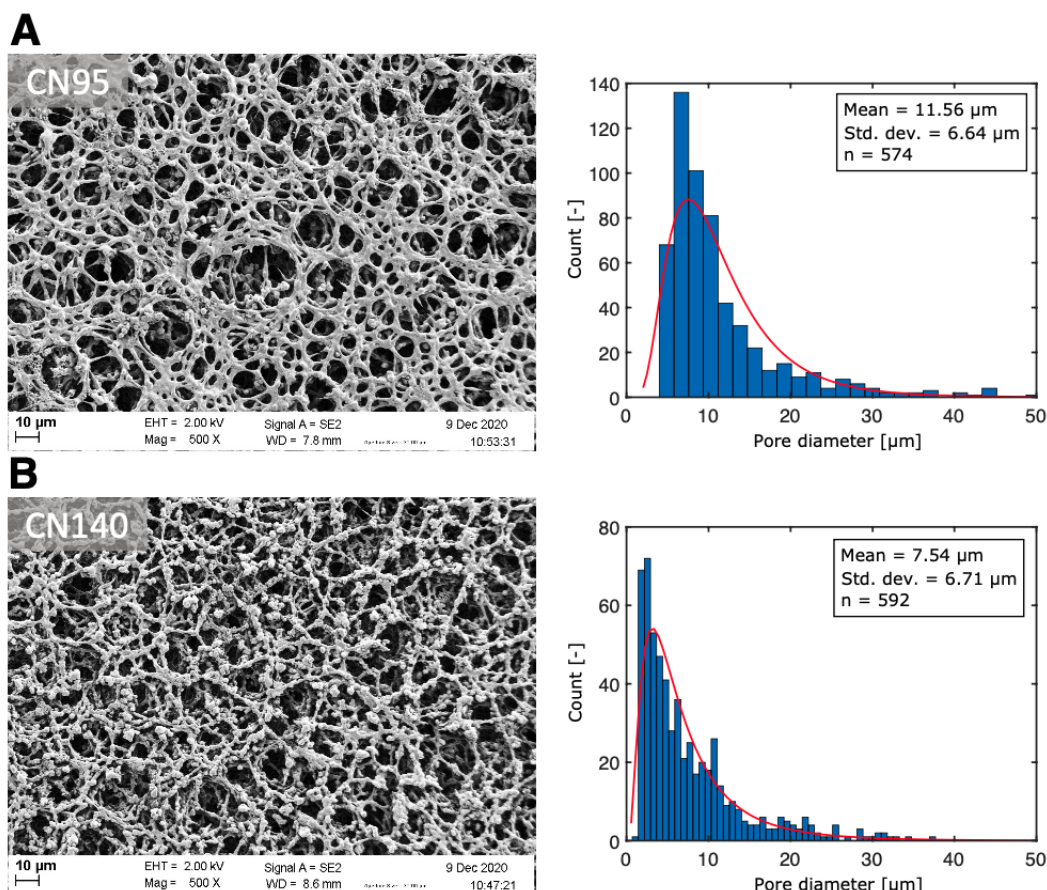 A
CN95
10 µm
EHT = 2.00 kV
Signal A = SE2
9 Dec 2020
Mag = 500 X
WD = 7.8 mm
10:53:31
140
120
100
80
60
40
20
0
Count [-]
Mean = 11.56 µm
Std. dev. = 6.64 µm
n = 574
0 10 20 30 40 50
Pore diameter [µm]
B
CN140
10 µm
EHT = 2.00 kV
Signal A = SE2
9 Dec 2020
Mag = 500 X
WD = 8.6 mm
10:47:21
80
60
40
20
0
Count [-]
Mean = 7.54 µm
Std. dev. = 6.71 µm
n = 592
0 10 20 30 40 50
Pore diameter [µm]